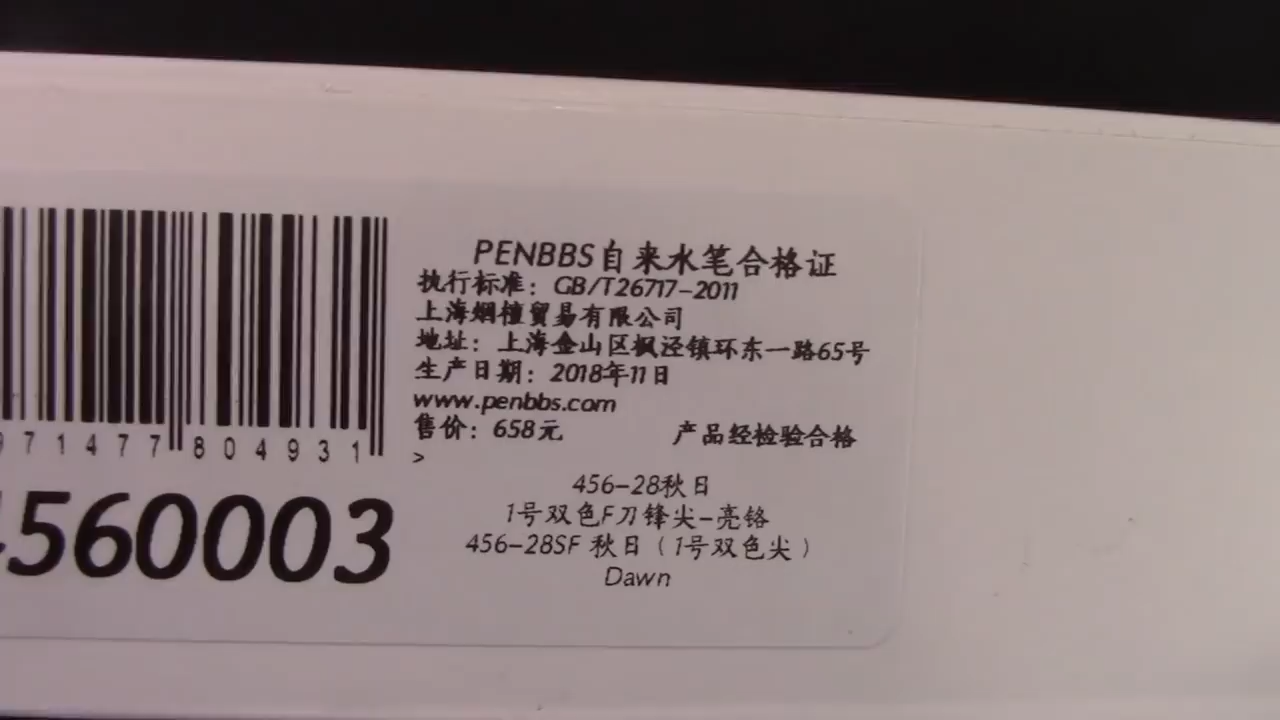 PENBBS自来水笔合格证
执行标准：GB/T26717-2011
上海烟檀贸易有限公司
地址：上海金山区枫泾镇环东一路65号
生产日期：2018年11日
www.penbbs.com
售价：658元 产品经检验合格
>
71477804931
4560003
456-28秋日
1号双色F刀锋尖-亮铬
456-28SF 秋日（1号双色尖）
Dawn